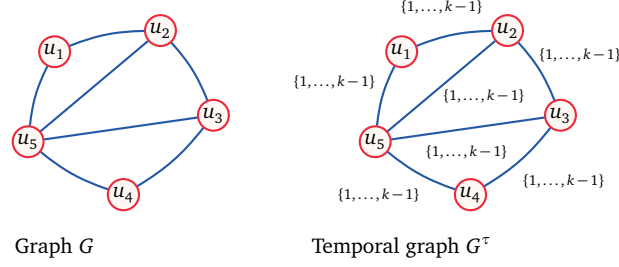 {1,…,k−1}
u₂
u₂
u₁
u₁
{1,…,k−1}
{1,…,k−1}
{1,…,k−1}
u₃
u₃
u₅
u₅
{1,…,k−1}
{1,…,k−1}
{1,…,k−1}
u₄
u₄
Graph G
Temporal graph Gᵗ